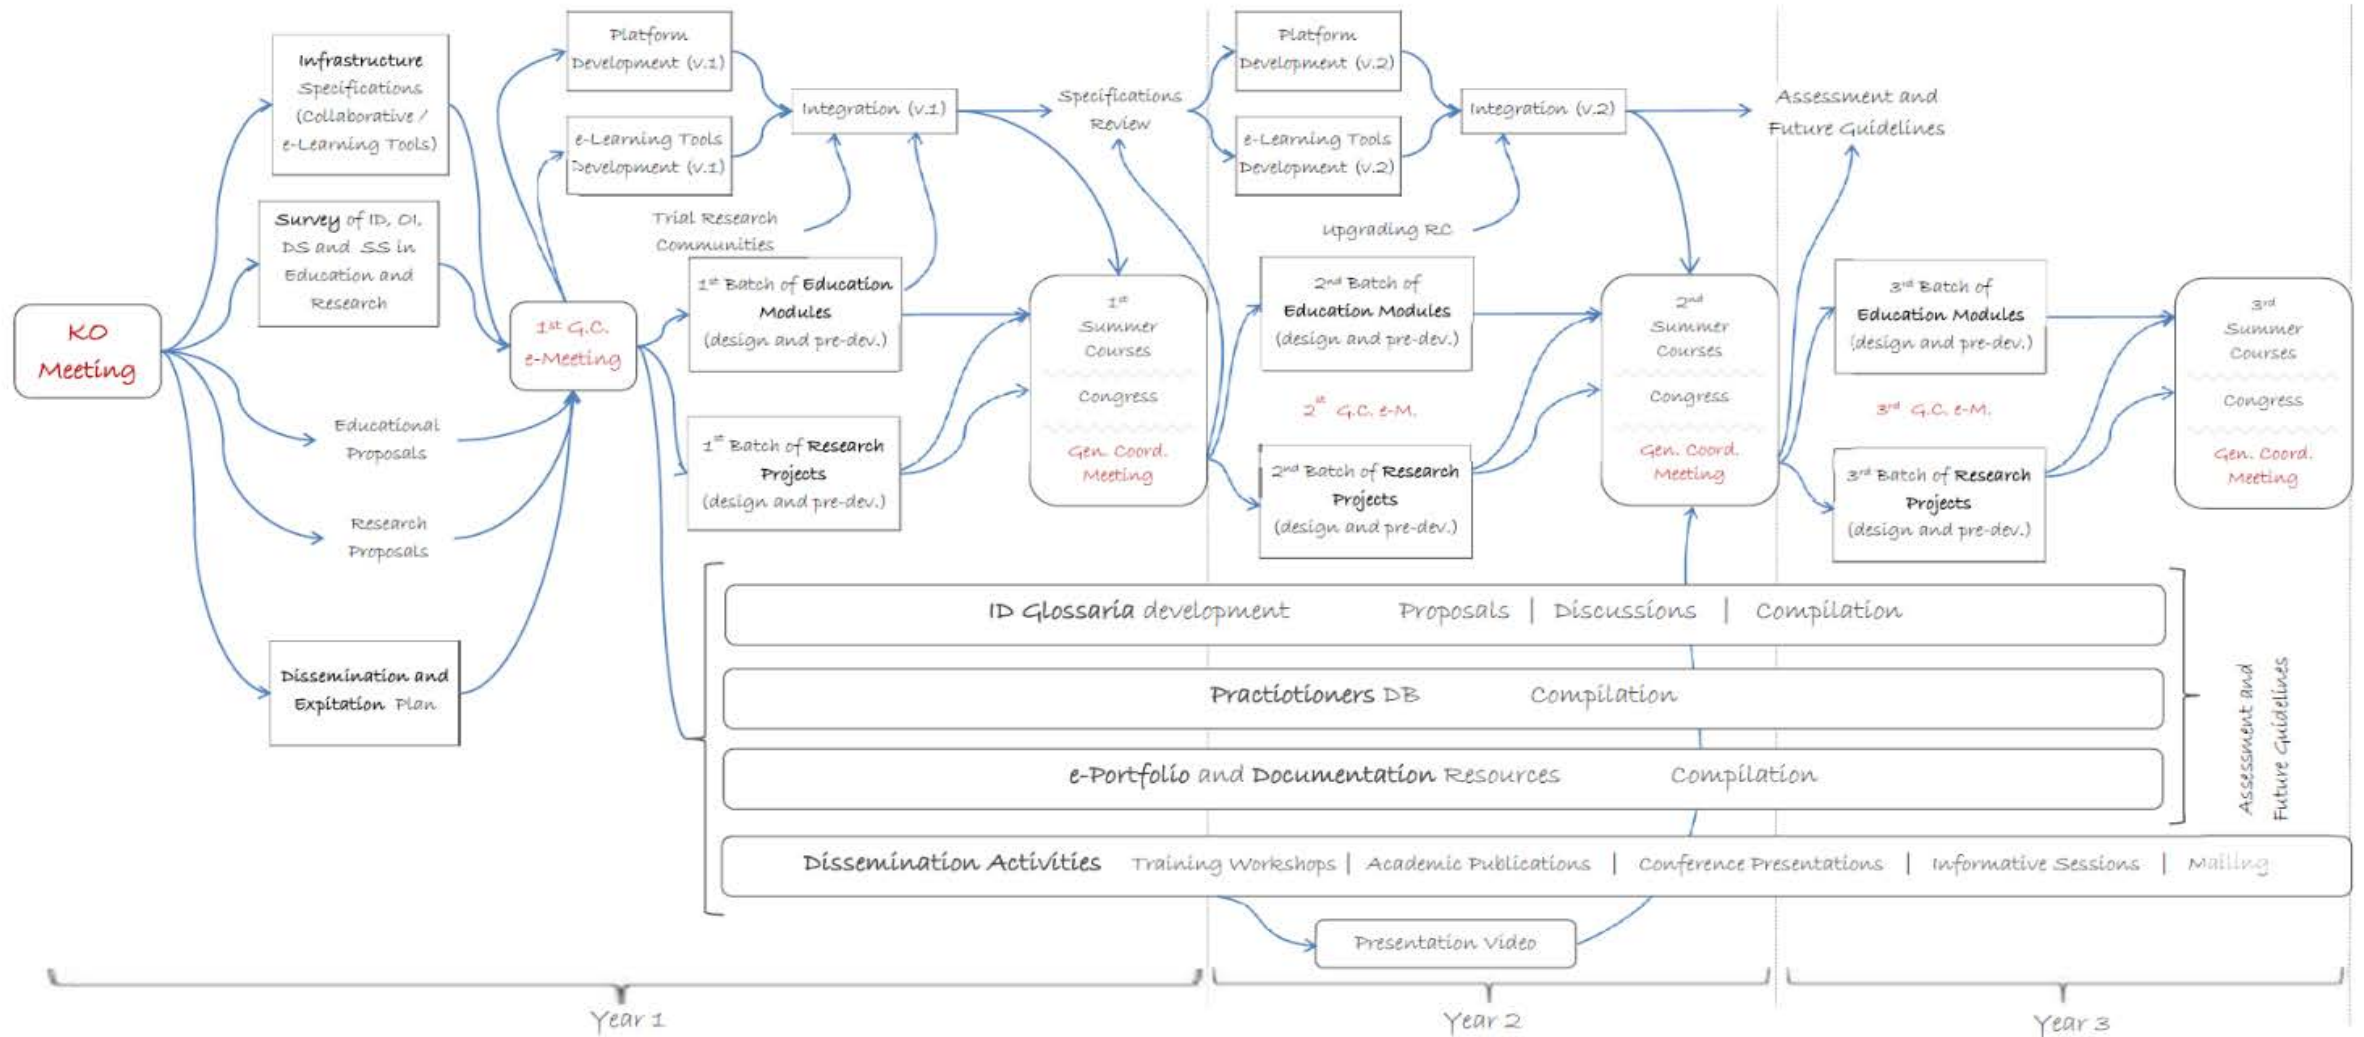 KO
Meeting
Infrastructure
Specifications
(Collaborative /
e-Learning Tools)
Survey of ID, OI,
DS and SS in
Education and
Research
Educational
Proposals
Research
Proposals
Dissemination and
Expitation Plan
1st G.C.
e-Meeting
Platform
Development (v.1)
e-Learning Tools
Development (v.1)
Integration (v.1)
Trial Research
Communities
1st Batch of Education
Modules
(design and pre-dev.)
1st Batch of Research
Projects
(design and pre-dev.)
Specifications
Review
1st
Summer
Courses
Congress
Gen. Coord.
Meeting
Platform
Development (v.2)
e-Learning Tools
Development (v.2)
Integration (v.2)
upgrading RC
2nd Batch of
Education Modules
(design and pre-dev.)
2st G.C. e-M.
2nd Batch of Research
Projects
(design and pre-dev.)
2nd
Summer
Courses
Congress
Gen. Coord.
Meeting
Assessment and
Future Guidelines
3rd Batch of
Education Modules
(design and pre-dev.)
3rd G.C. e-M.
3rd Batch of Research
Projects
(design and pre-dev.)
3rd
Summer
Courses
Congress
Gen. Coord.
Meeting
ID Glossaria development Proposals | Discussions | Compilation
Practiotioners DB Compilation
e-Portfolio and Documentation Resources Compilation
Dissemination Activities Training Workshops | Academic Publications | Conference Presentations | Informative Sessions | Mailing
Assessment and
Future Guidelines
Presentation Video
Year 1
Year 2
Year 3